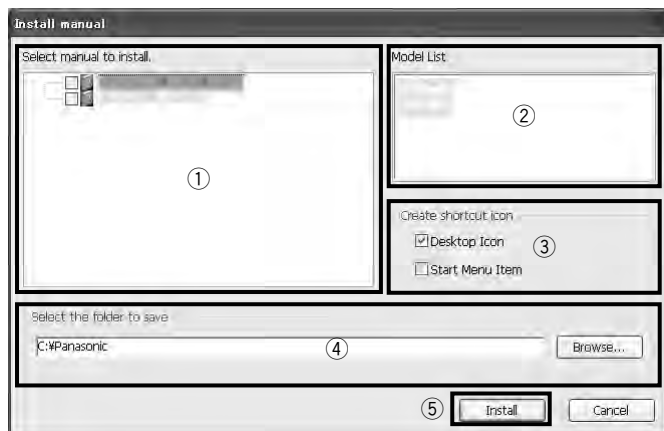 Install manual
Select manual to install.
①
Model List
②
Create shortcut icon
Desktop Icon
③
Start Menu Item
Select the folder to save
C:¥Panasonic
④
Browse...
⑤
Install
Cancel